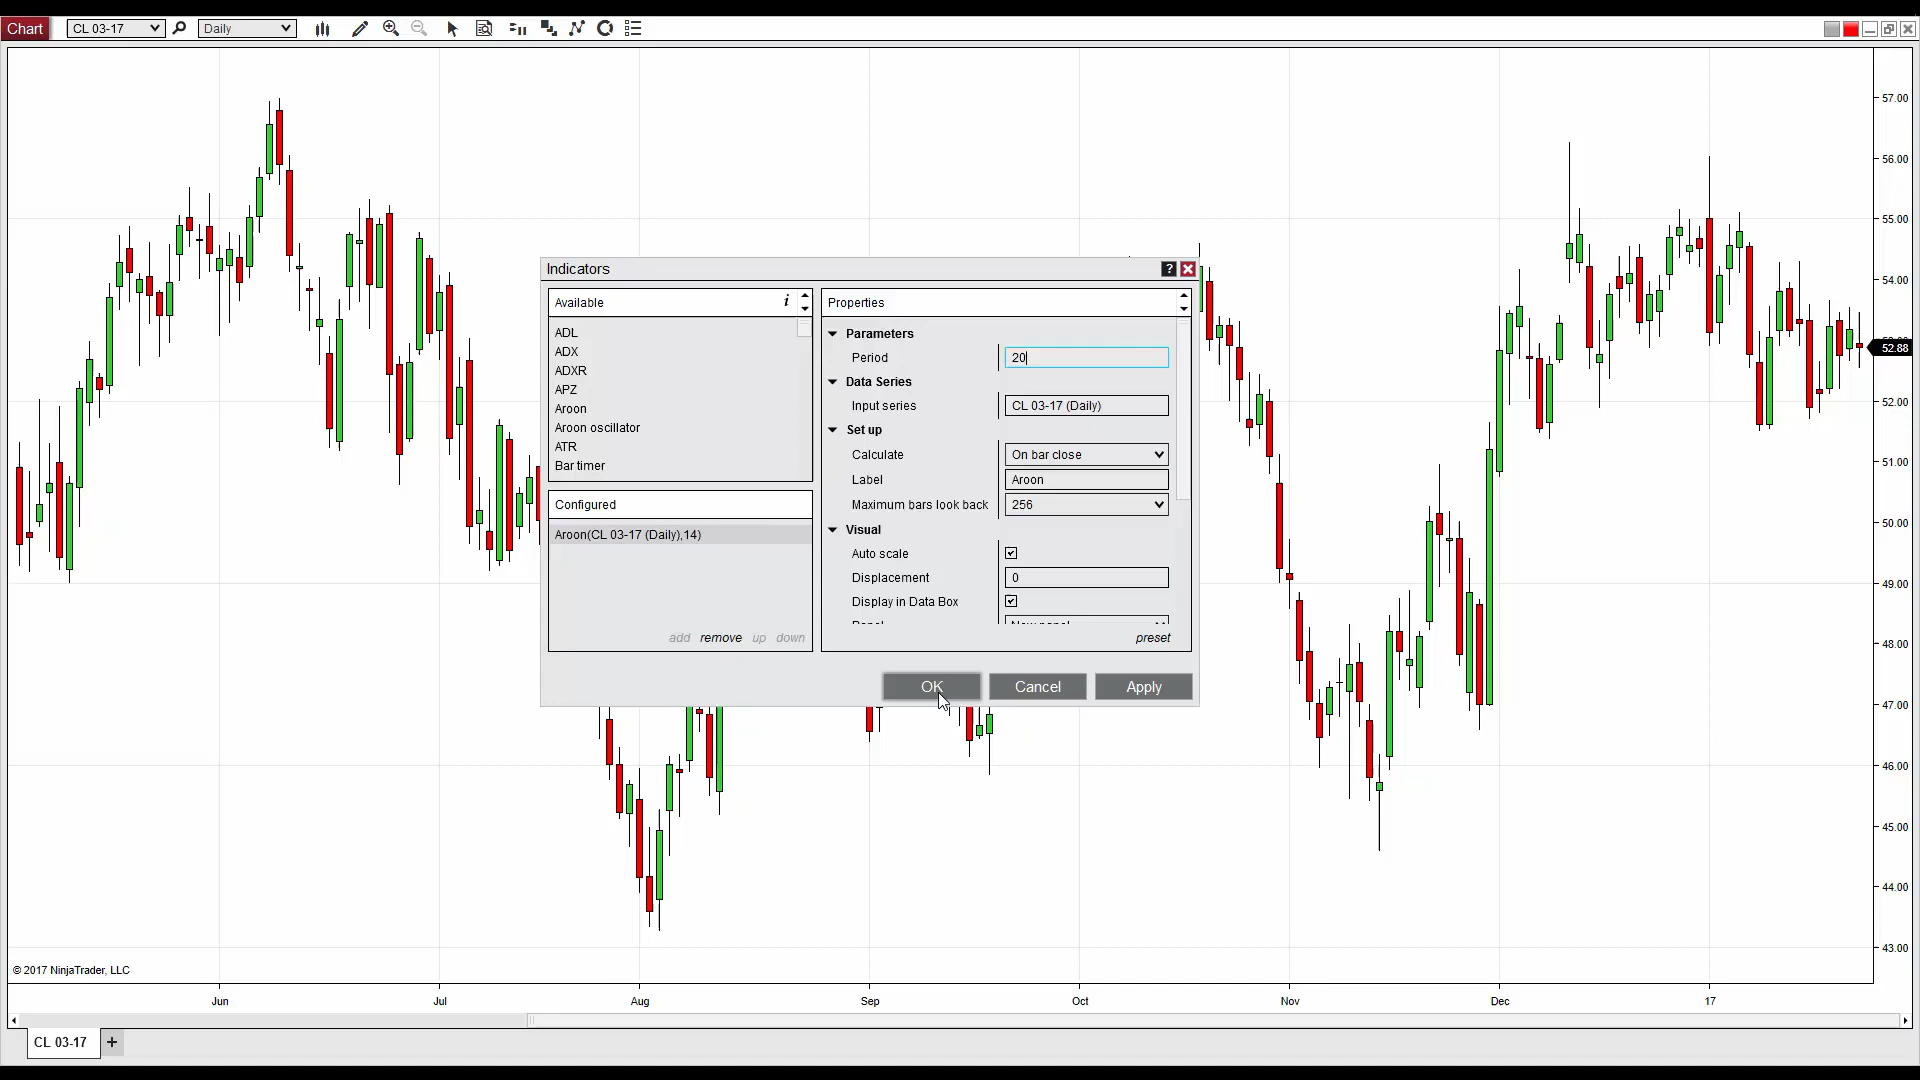 Chart CL 03-17 Daily
57.00
56.00
55.00
54.00
52.88
52.00
51.00
50.00
49.00
48.00
47.00
46.00
45.00
44.00
43.00
Indicators ?
Available i
ADL
ADX
ADXR
APZ
Aroon
Aroon oscillator
ATR
Bar timer
Configured
Aroon(CL 03-17 (Daily),14)
add remove up down
Properties
Parameters
Period 20
Data Series
Input series CL 03-17 (Daily)
Set up
Calculate On bar close
Label Aroon
Maximum bars look back 256
Visual
Auto scale
Displacement 0
Display in Data Box
preset
OK Cancel Apply
© 2017 NinjaTrader, LLC
Jun Jul Aug Sep Oct Nov Dec 17
CL 03-17 +